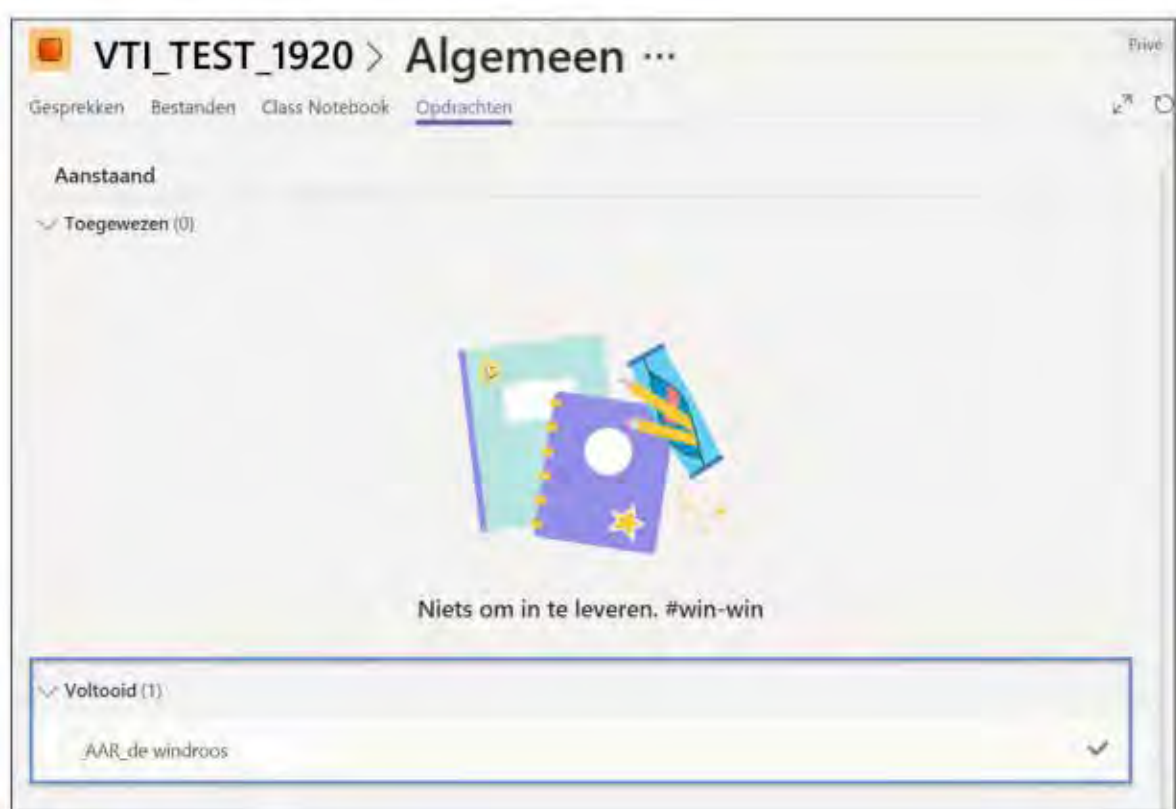 VTI_TEST_1920 > Algemeen ···
Privé
Gesprekken Bestanden Class Notebook Opdrachten
Aanstaand
Toegewezen (0)
Niets om in te leveren. #win-win
Voltooid (1)
_AAR_de windroos